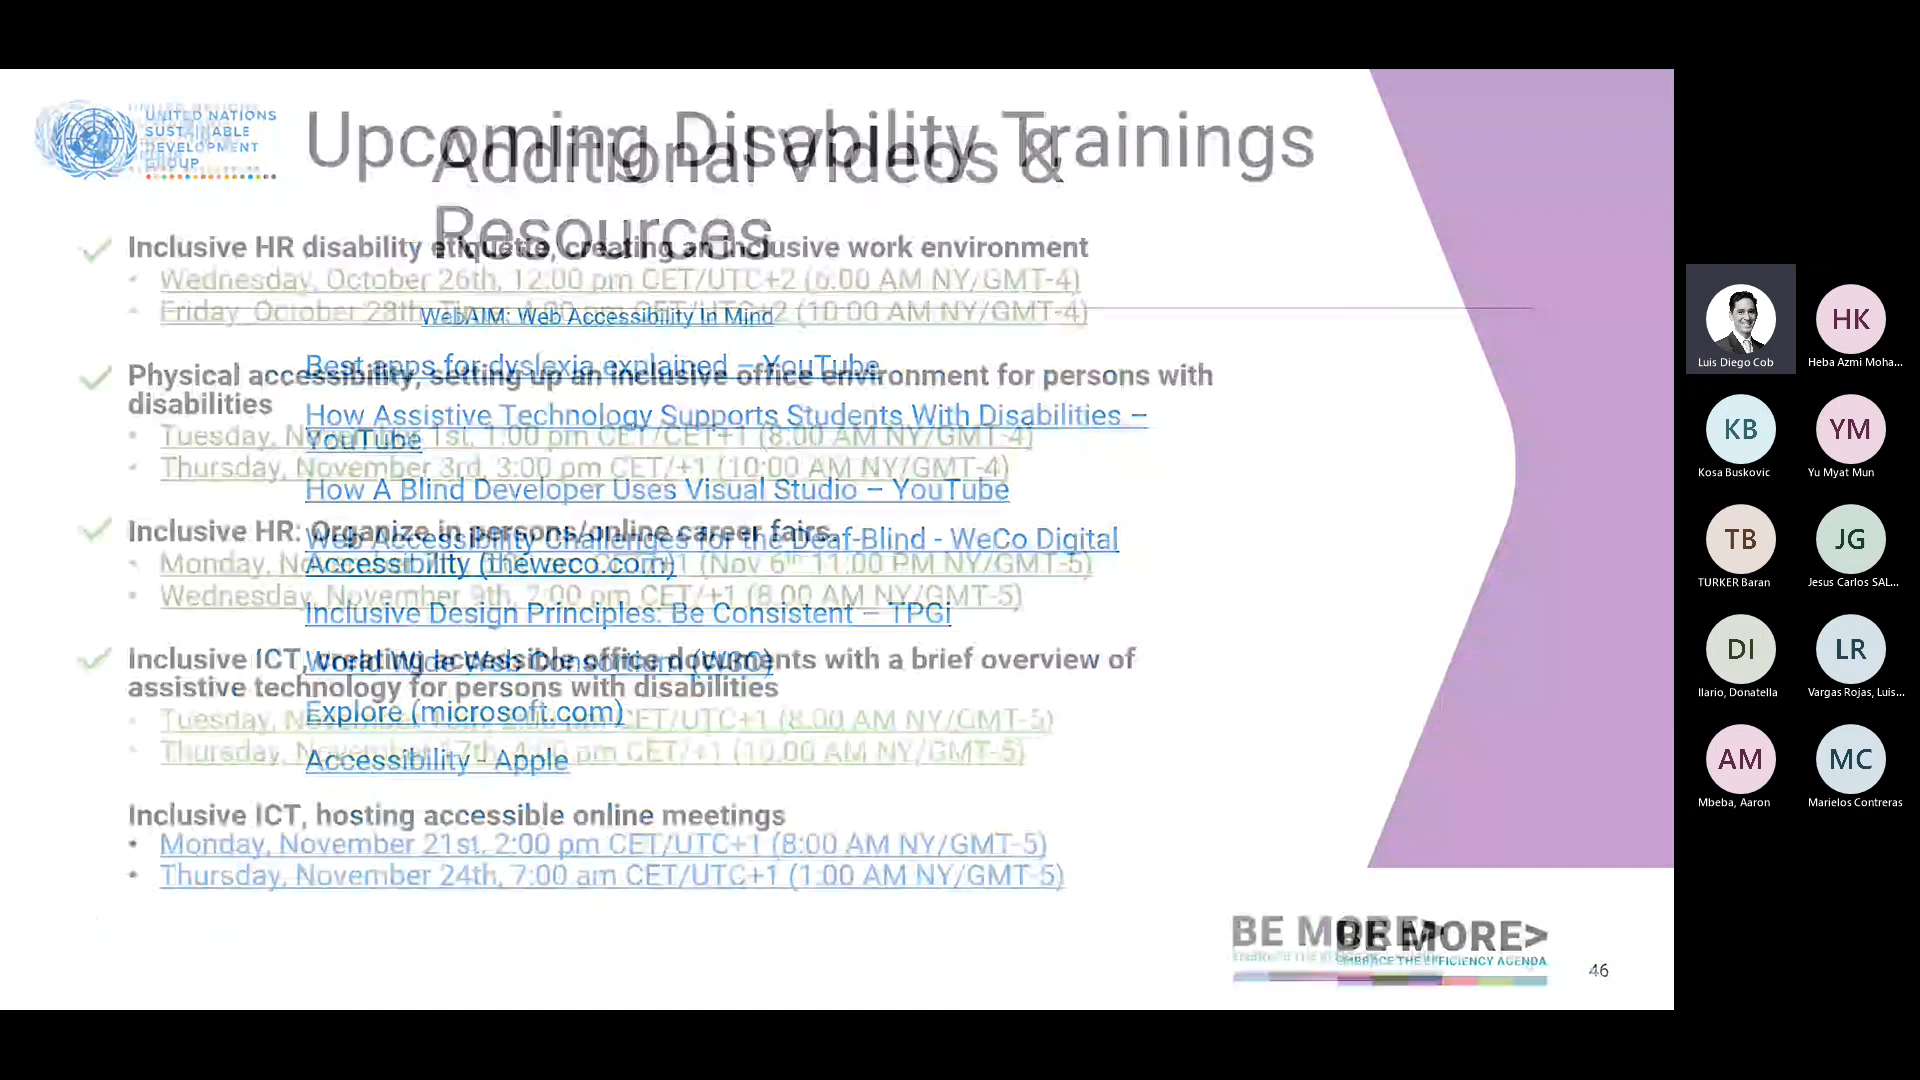 UNITED NATIONS
SUSTAINABLE
DEVELOPMENT
GROUP
Upcoming Disability Trainings
Additional Videos &
Resources
Inclusive HR disability etiquette, creating an inclusive work environment
Wednesday, October 26th, 12:00 pm CET/UTC+2 (6:00 AM NY/GMT-4)
Friday October 28th, 4:00 pm CET/UTC+2 (10:00 AM NY/GMT-4)
WebAIM: Web Accessibility In Mind
Best apps for dyslexia explained – YouTube
Physical accessibility, setting up an inclusive office environment for persons with
disabilities
How Assistive Technology Supports Students With Disabilities –
YouTube
Tuesday, November 1st, 1:00 pm CET/CET+1 (8:00 AM NY/GMT-4)
Thursday, November 3rd, 3:00 pm CET/+1 (10:00 AM NY/GMT-4)
How A Blind Developer Uses Visual Studio – YouTube
Inclusive HR: Organize in persons/online career fairs.
Web Accessibility Challenges for the Deaf-Blind - WeCo Digital
Accessibility (theweco.com)
Monday, +1 (Nov 6th 11:00 PM NY/GMT-5)
Wednesday, November 9th, 2:00 pm CET/+1 (8:00 AM NY/GMT-5)
Inclusive Design Principles: Be Consistent – TPGi
Inclusive ICT, creating accessible office documents with a brief overview of
assistive technology for persons with disabilities
World Wide Web Consortium (W3C)
Explore (microsoft.com)
Tuesday, CET/UTC+1 (8:00 AM NY/GMT-5)
Thursday, November 17th, 4:00 pm CET/+1 (10:00 AM NY/GMT-5)
Accessibility - Apple
Inclusive ICT, hosting accessible online meetings
Monday, November 21st, 2:00 pm CET/UTC+1 (8:00 AM NY/GMT-5)
Thursday, November 24th, 7:00 am CET/UTC+1 (1:00 AM NY/GMT-5)
BE MORE>
BE MORE>
EMBRACE THE EFFICIENCY AGENDA
46
Luis Diego Cob
HK
Heba Azmi Moha...
KB
Kosa Buskovic
YM
Yu Myat Mun
TB
TURKER Baran
JG
Jesus Carlos SAL...
DI
Ilario, Donatella
LR
Vargas Rojas, Luis...
AM
Mbeba, Aaron
MC
Marielos Contreras